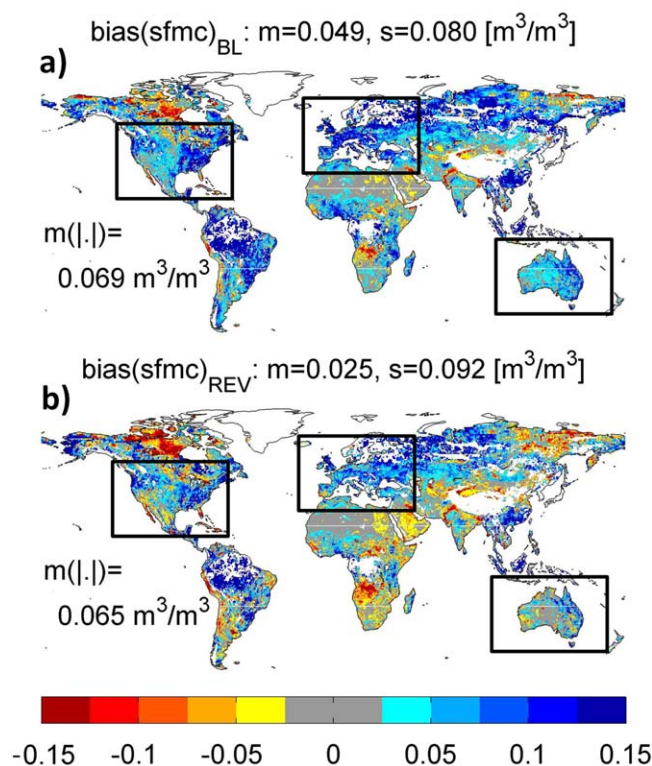 bias(sfmc)BL: m=0.049, s=0.080 [m³/m³]
a)
m(|.|)=
0.069 m³/m³
bias(sfmc)REV: m=0.025, s=0.092 [m³/m³]
b)
m(|.|)=
0.065 m³/m³
-0.15 -0.1 -0.05 0 0.05 0.1 0.15